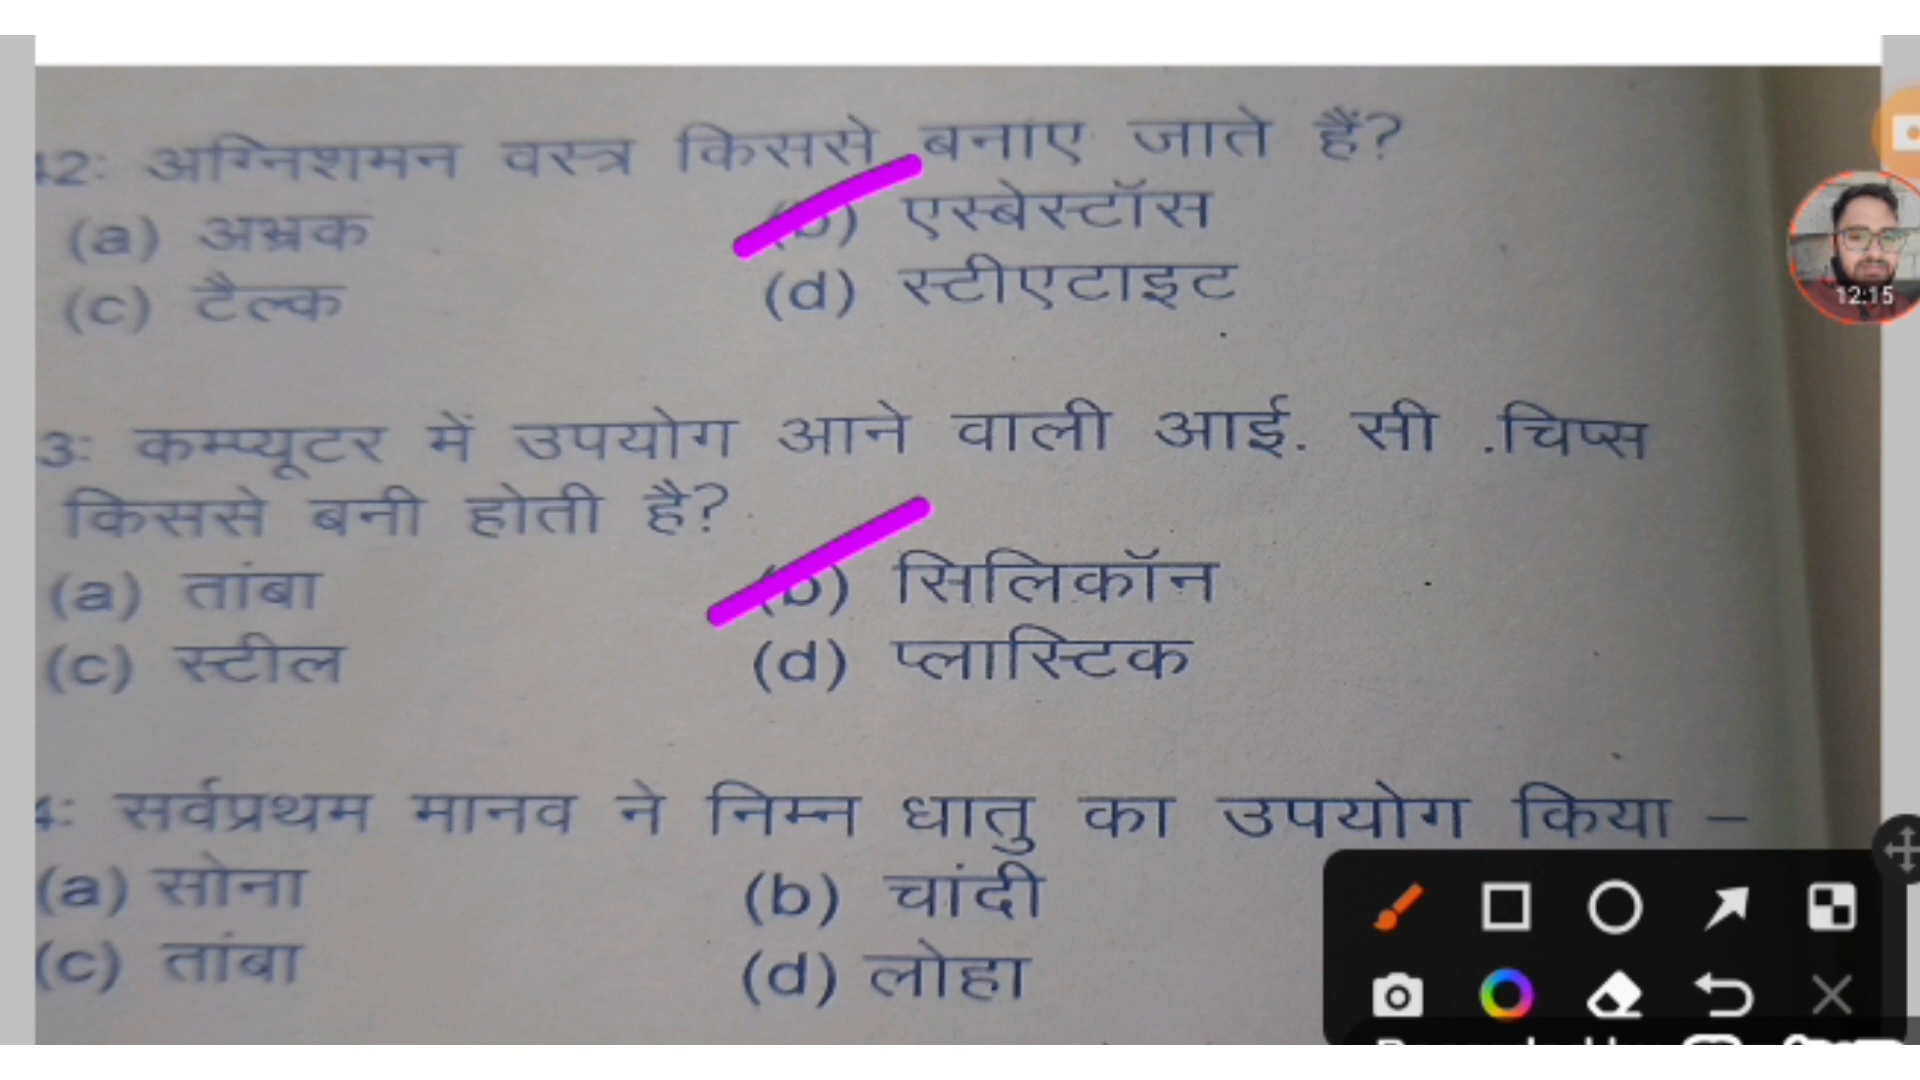 42: अग्निशमन वस्त्र किससे बनाए जाते हैं?
(a) अभ्रक (b) एस्बेस्टॉस
(c) टैल्क (d) स्टीएटाइट
12:15
3: कम्प्यूटर में उपयोग आने वाली आई. सी .चिप्स
किससे बनी होती है?
(a) तांबा (b) सिलिकॉन
(c) स्टील (d) प्लास्टिक
4: सर्वप्रथम मानव ने निम्न धातु का उपयोग किया –
(a) सोना (b) चांदी
(c) तांबा (d) लोहा